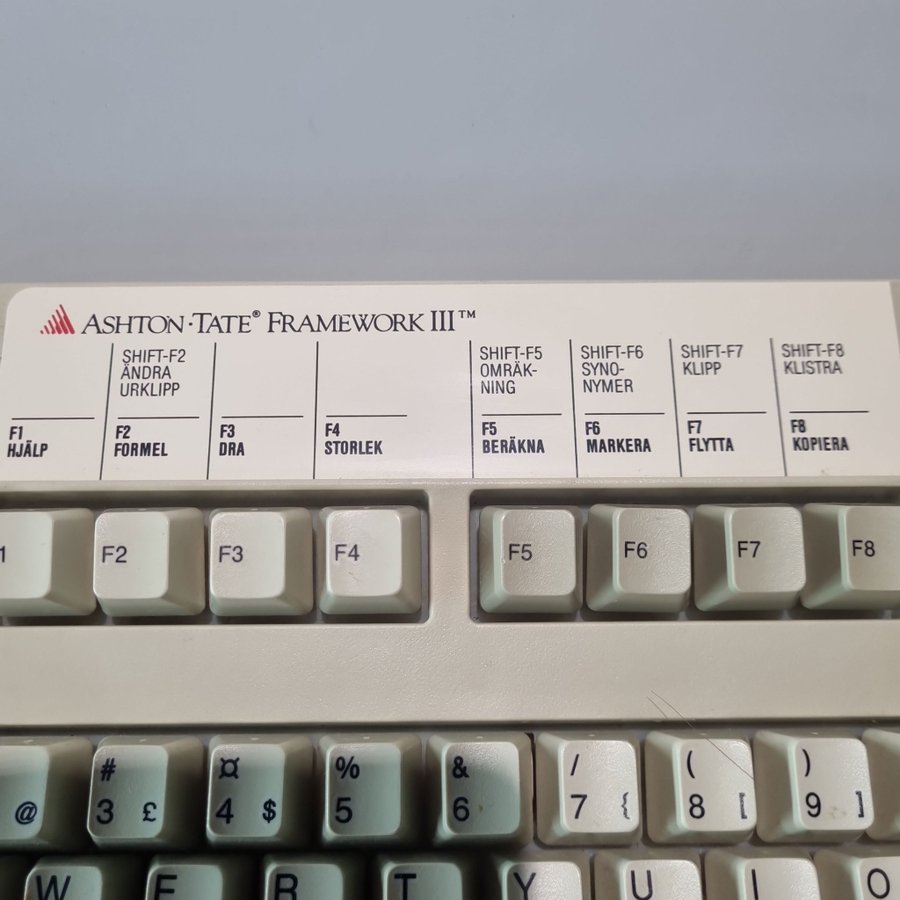 ASHTON·TATE® FRAMEWORK III™
SHIFT-F2
ÄNDRA
URKLIPP
SHIFT-F5
OMRÄK-
NING
SHIFT-F6
SYNO-
NYMER
SHIFT-F7
KLIPP
SHIFT-F8
KLISTRA
F1
HJÄLP
F2
FORMEL
F3
DRA
F4
STORLEK
F5
BERÄKNA
F6
MARKERA
F7
FLYTTA
F8
KOPIERA
1 F2 F3 F4 F5 F6 F7 F8
# ¤ % & / ( )
@ 3 £ 4 $ 5 6 7 { 8 [ 9 ]
W E R T Y U I O